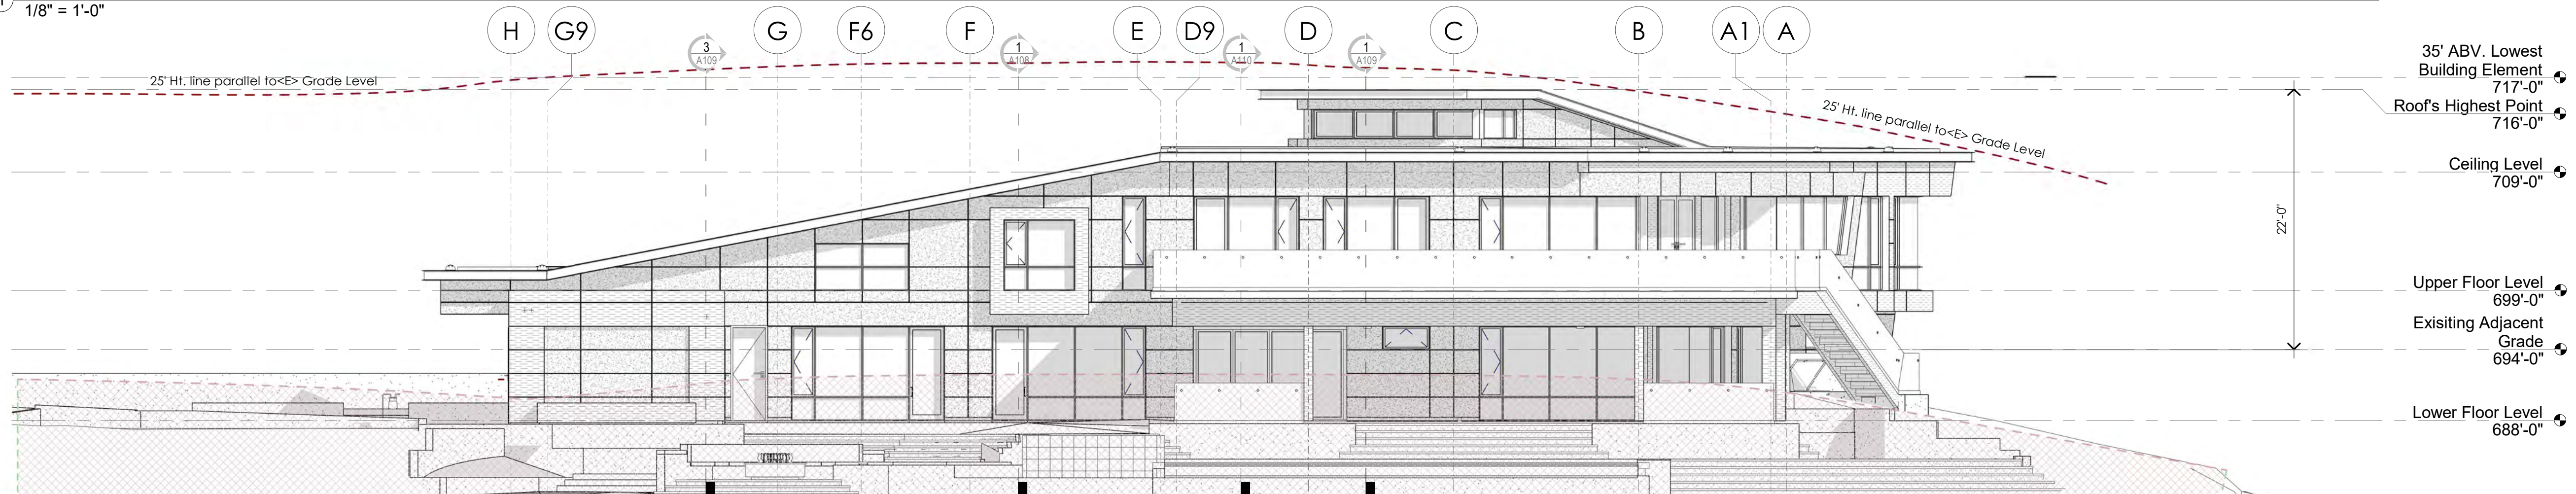 1/8" = 1'-0"
H
G9
G
F6
F
E
D9
D
C
B
A1
A
3
A109
1
A108
1
A110
1
A109
25' Ht. line parallel to<E> Grade Level
25' Ht. line parallel to<E> Grade Level
35' ABV. Lowest
Building Element
717'-0"
Roof's Highest Point
716'-0"
Ceiling Level
709'-0"
22'-0"
Upper Floor Level
699'-0"
Exisiting Adjacent
Grade
694'-0"
Lower Floor Level
688'-0"